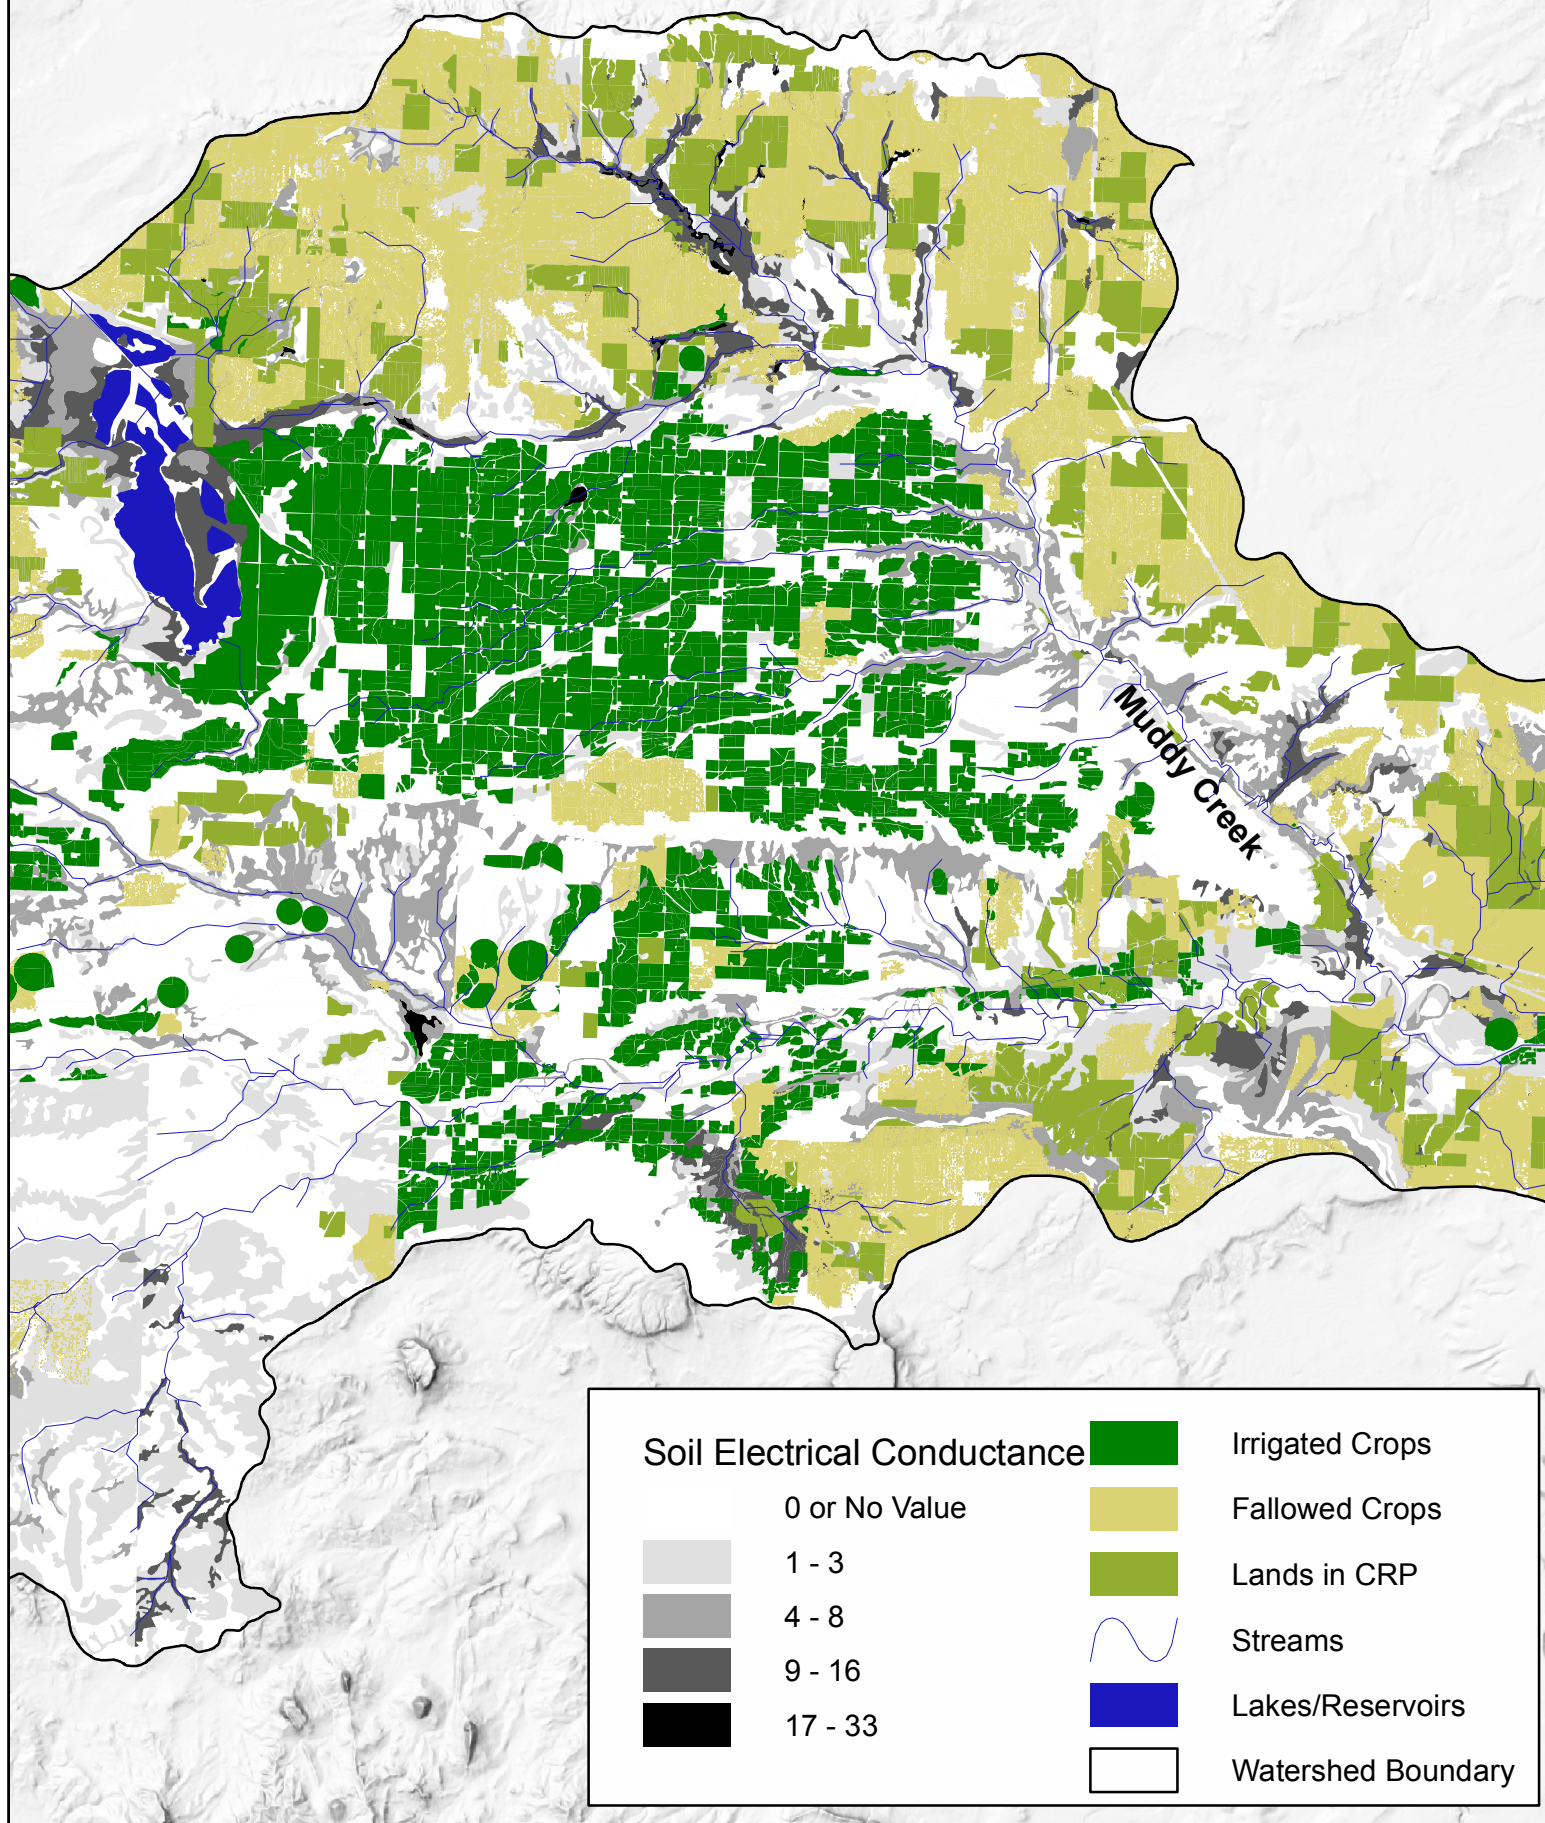 Muddy Creek
Soil Electrical Conductance
0 or No Value
1 - 3
4 - 8
9 - 16
17 - 33
Irrigated Crops
Fallowed Crops
Lands in CRP
Streams
Lakes/Reservoirs
Watershed Boundary